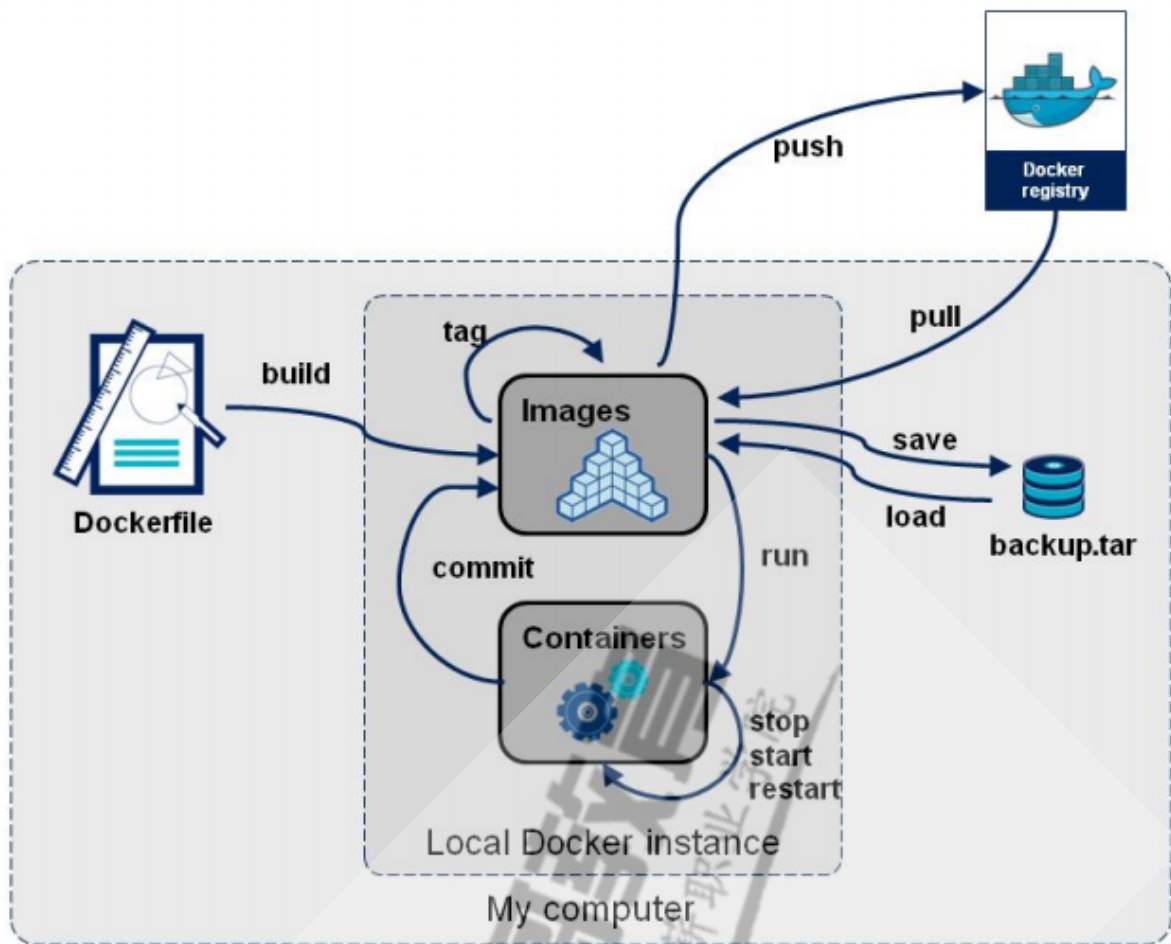 push
Docker
registry
pull
tag
build
Images
save
Dockerfile
load
backup.tar
commit
run
Containers
stop
start
restart
Local Docker instance
My computer